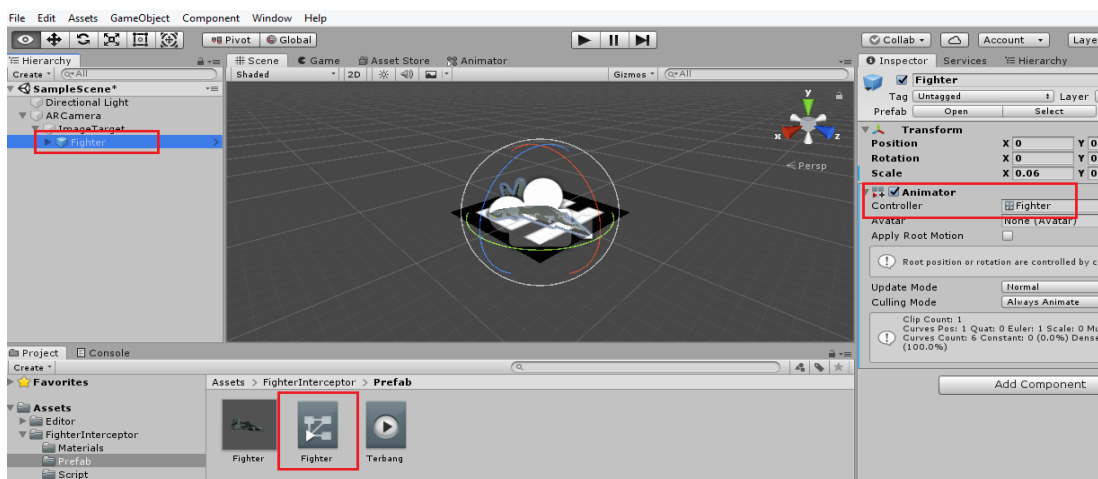 File Edit Assets GameObject Component Window Help
Pivot Global Collab Account Laye
Hierarchy
Create All
SampleScene*
Directional Light
ARCamera
ImageTarget
Fighter
Scene Game Asset Store Animator
Shaded 2D Gizmos All
y
x z
Persp
Inspector Services Hierarchy
Fighter
Tag Untagged Layer
Prefab Open Select
Transform
Position X 0 Y 0
Rotation X 0 Y 0
Scale X 0.06 Y 0
Animator
Controller Fighter
Avatar None (Avatar)
Apply Root Motion
Root position or rotation are controlled by c
Update Mode Normal
Culling Mode Always Animate
Clip Count: 1
Curves Pos: 1 Quat: 0 Euler: 1 Scale: 0 Mu
Curves Count: 6 Constant: 0 (0.0%) Dense
(100.0%)
Add Component
Project Console
Create
Favorites
Assets
Editor
FighterInterceptor
Materials
Prefab
Script
Assets > FighterInterceptor > Prefab
Fighter Fighter Terbang